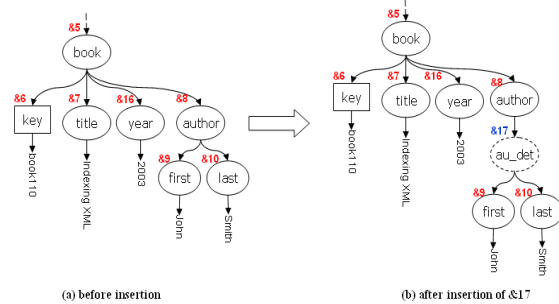 &5
book
&6
&7
&16
&8
key
title
year
author
book110
Indexing XML
2003
&9
&10
first
last
John
Smith
(a) before insertion
&5
book
&6
&7
&16
&8
key
title
year
author
&17
book110
Indexing XML
2003
au_det
&9
&10
first
last
John
Smith
(b) after insertion of &17